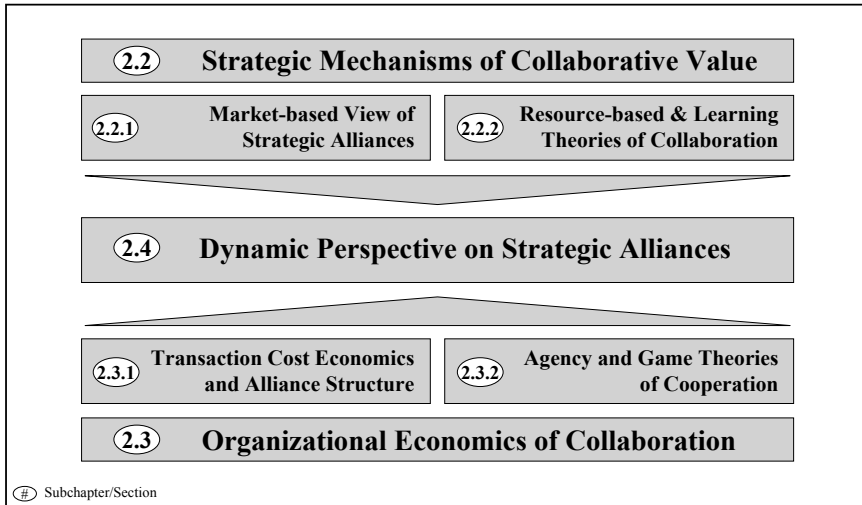 2.2 Strategic Mechanisms of Collaborative Value
2.2.1 Market-based View of
Strategic Alliances
2.2.2 Resource-based & Learning
Theories of Collaboration
2.4 Dynamic Perspective on Strategic Alliances
2.3.1 Transaction Cost Economics
and Alliance Structure
2.3.2 Agency and Game Theories
of Cooperation
2.3 Organizational Economics of Collaboration
# Subchapter/Section